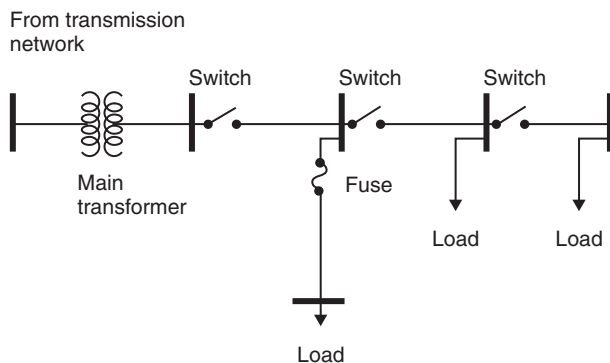 From transmission
network
Switch
Switch
Switch
Main
transformer
Fuse
Load
Load
Load